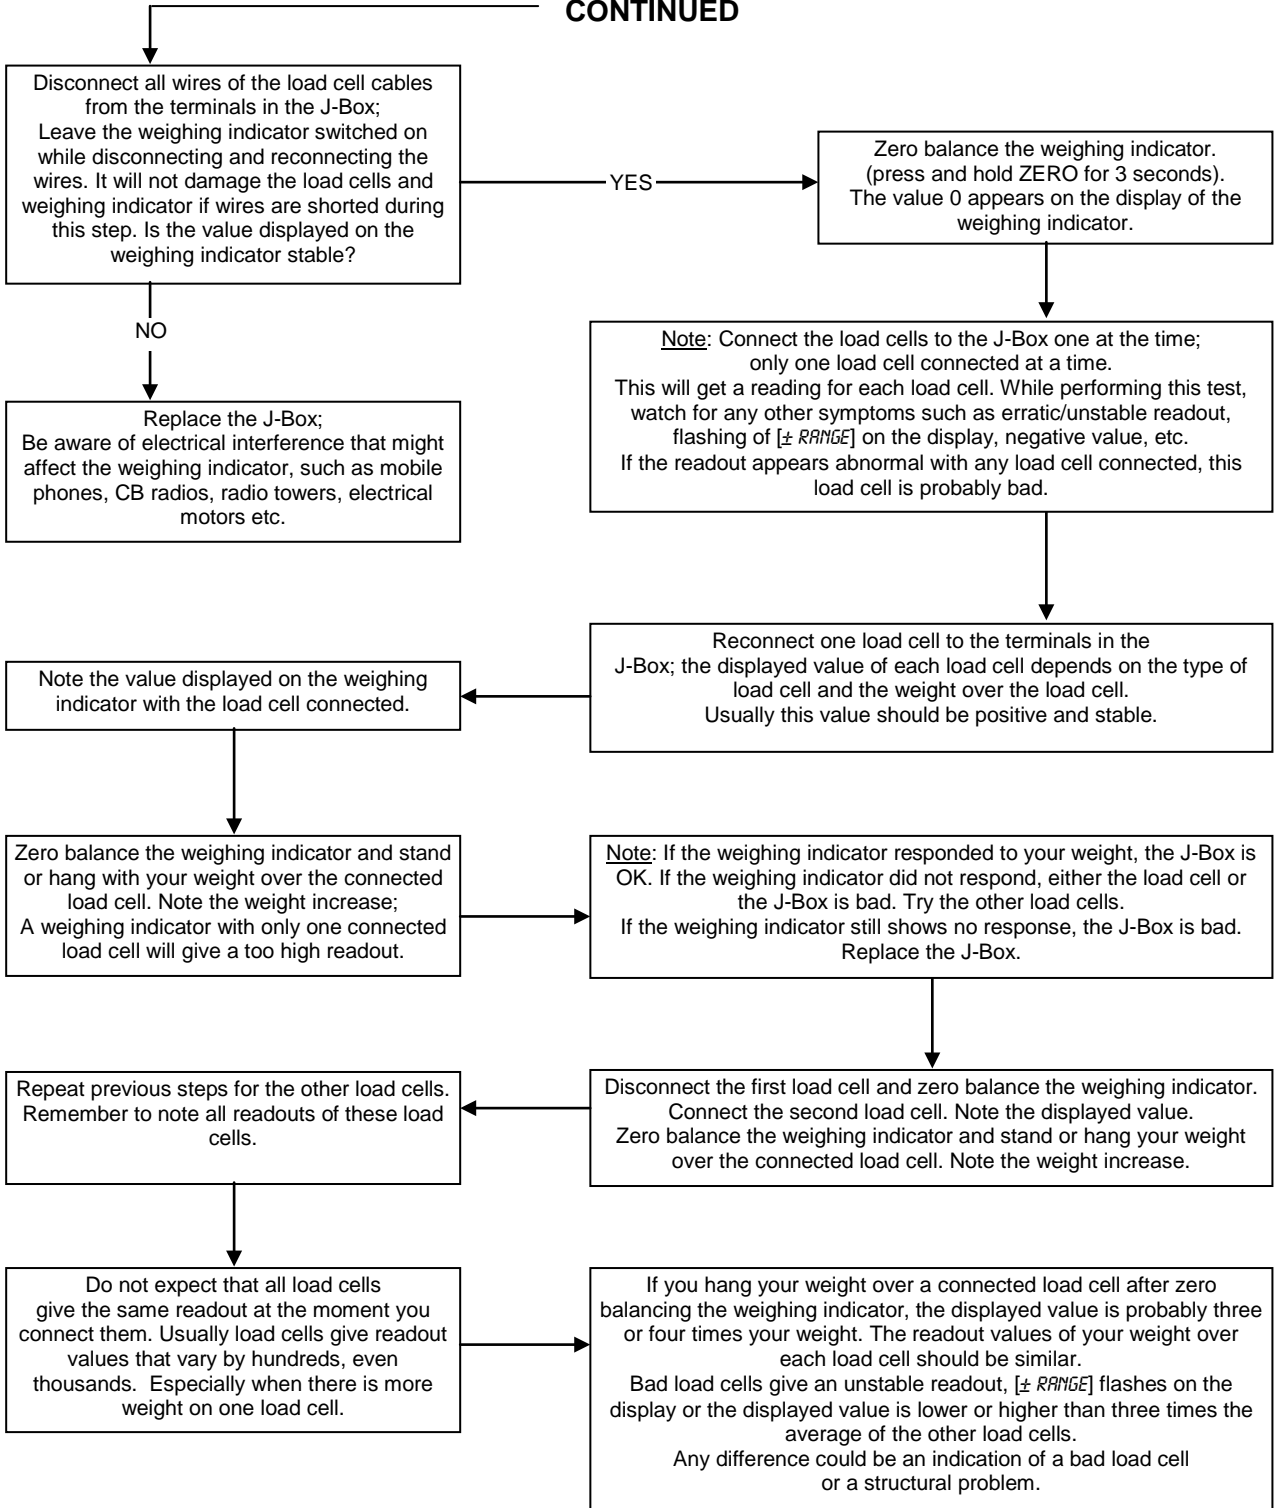 CONTINUED
Disconnect all wires of the load cell cables
from the terminals in the J-Box;
Leave the weighing indicator switched on
while disconnecting and reconnecting the
wires. It will not damage the load cells and
weighing indicator if wires are shorted during
this step. Is the value displayed on the
weighing indicator stable?
YES
Zero balance the weighing indicator.
(press and hold ZERO for 3 seconds).
The value 0 appears on the display of the
weighing indicator.
NO
Replace the J-Box;
Be aware of electrical interference that might
affect the weighing indicator, such as mobile
phones, CB radios, radio towers, electrical
motors etc.
Note: Connect the load cells to the J-Box one at the time;
only one load cell connected at a time.
This will get a reading for each load cell. While performing this test,
watch for any other symptoms such as erratic/unstable readout,
flashing of [± RANGE] on the display, negative value, etc.
If the readout appears abnormal with any load cell connected, this
load cell is probably bad.
Reconnect one load cell to the terminals in the
J-Box; the displayed value of each load cell depends on the type of
load cell and the weight over the load cell.
Usually this value should be positive and stable.
Note the value displayed on the weighing
indicator with the load cell connected.
Zero balance the weighing indicator and stand
or hang with your weight over the connected
load cell. Note the weight increase;
A weighing indicator with only one connected
load cell will give a too high readout.
Note: If the weighing indicator responded to your weight, the J-Box is
OK. If the weighing indicator did not respond, either the load cell or
the J-Box is bad. Try the other load cells.
If the weighing indicator still shows no response, the J-Box is bad.
Replace the J-Box.
Disconnect the first load cell and zero balance the weighing indicator.
Connect the second load cell. Note the displayed value.
Zero balance the weighing indicator and stand or hang your weight
over the connected load cell. Note the weight increase.
Repeat previous steps for the other load cells.
Remember to note all readouts of these load
cells.
Do not expect that all load cells
give the same readout at the moment you
connect them. Usually load cells give readout
values that vary by hundreds, even
thousands.  Especially when there is more
weight on one load cell.
If you hang your weight over a connected load cell after zero
balancing the weighing indicator, the displayed value is probably three
or four times your weight. The readout values of your weight over
each load cell should be similar.
Bad load cells give an unstable readout, [± RANGE] flashes on the
display or the displayed value is lower or higher than three times the
average of the other load cells.
Any difference could be an indication of a bad load cell
or a structural problem.